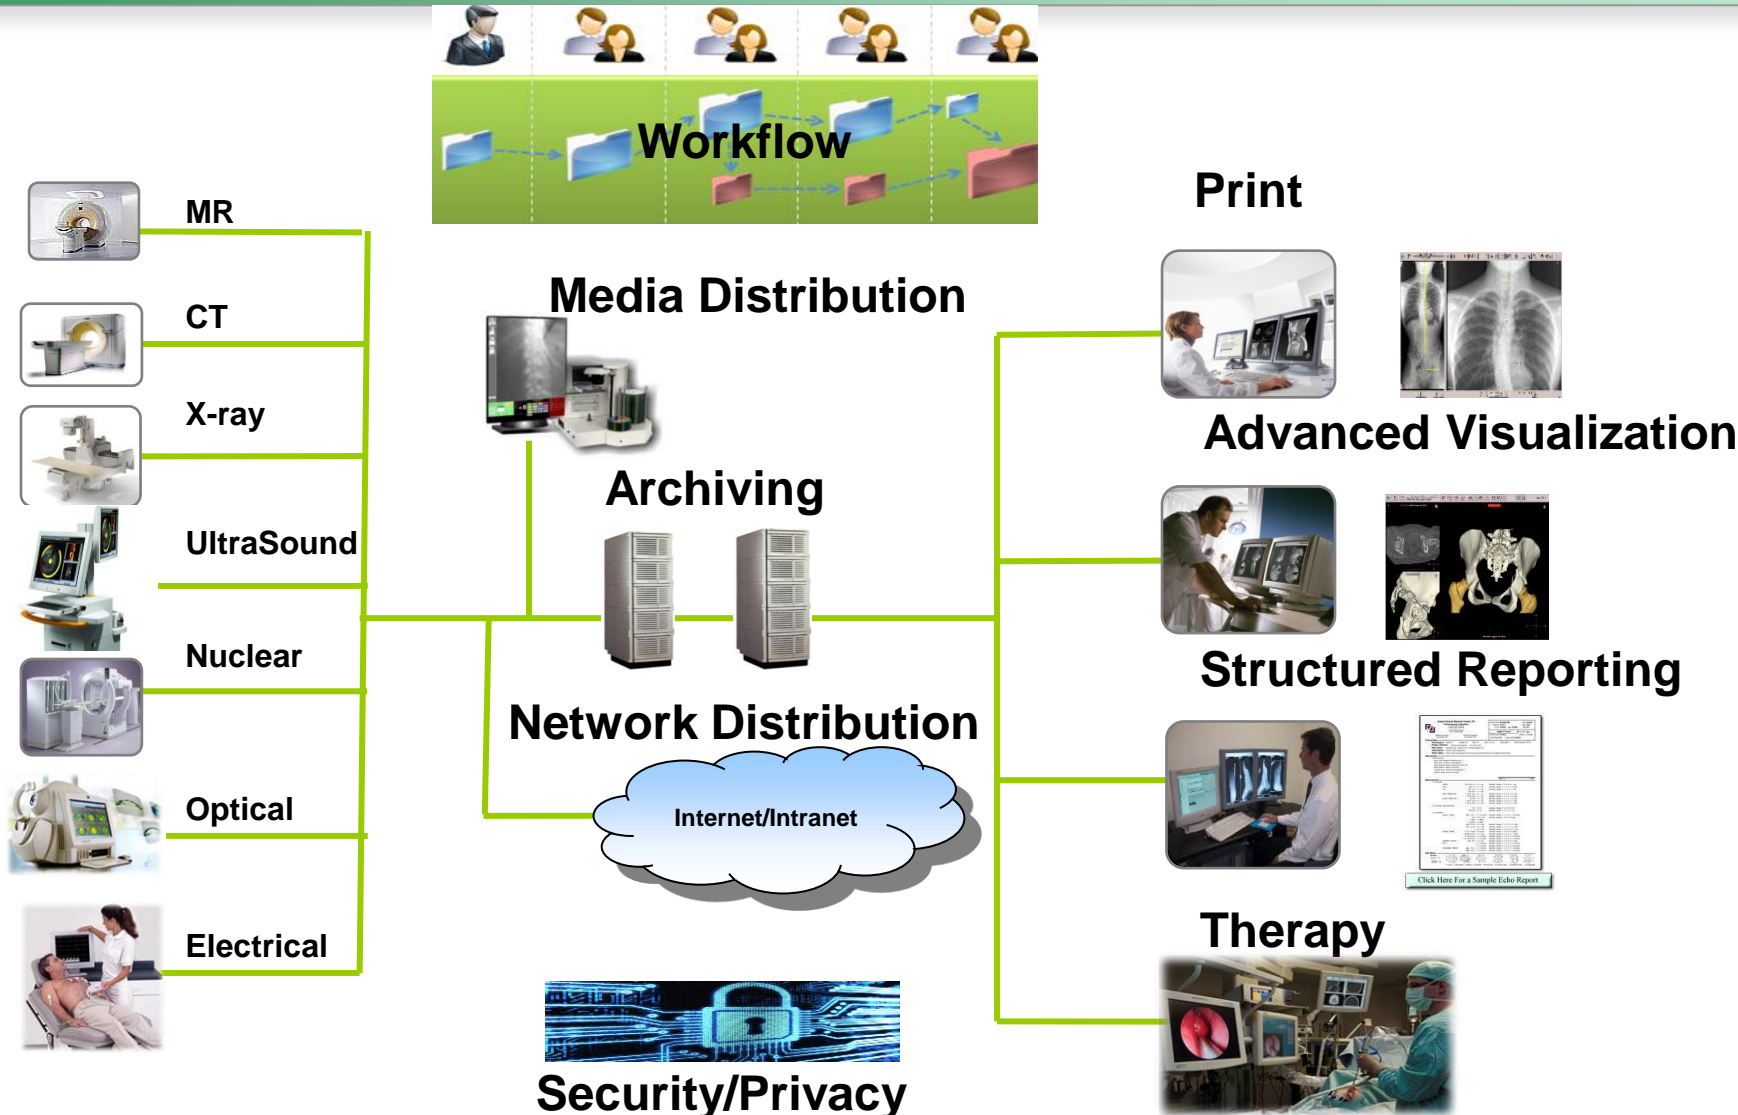 Workflow
MR
CT
X-ray
UltraSound
Nuclear
Optical
Electrical
Media Distribution
Archiving
Network Distribution
Internet/Intranet
Security/Privacy
Print
Advanced Visualization
Structured Reporting
Click Here For a Sample Echo Report
Therapy